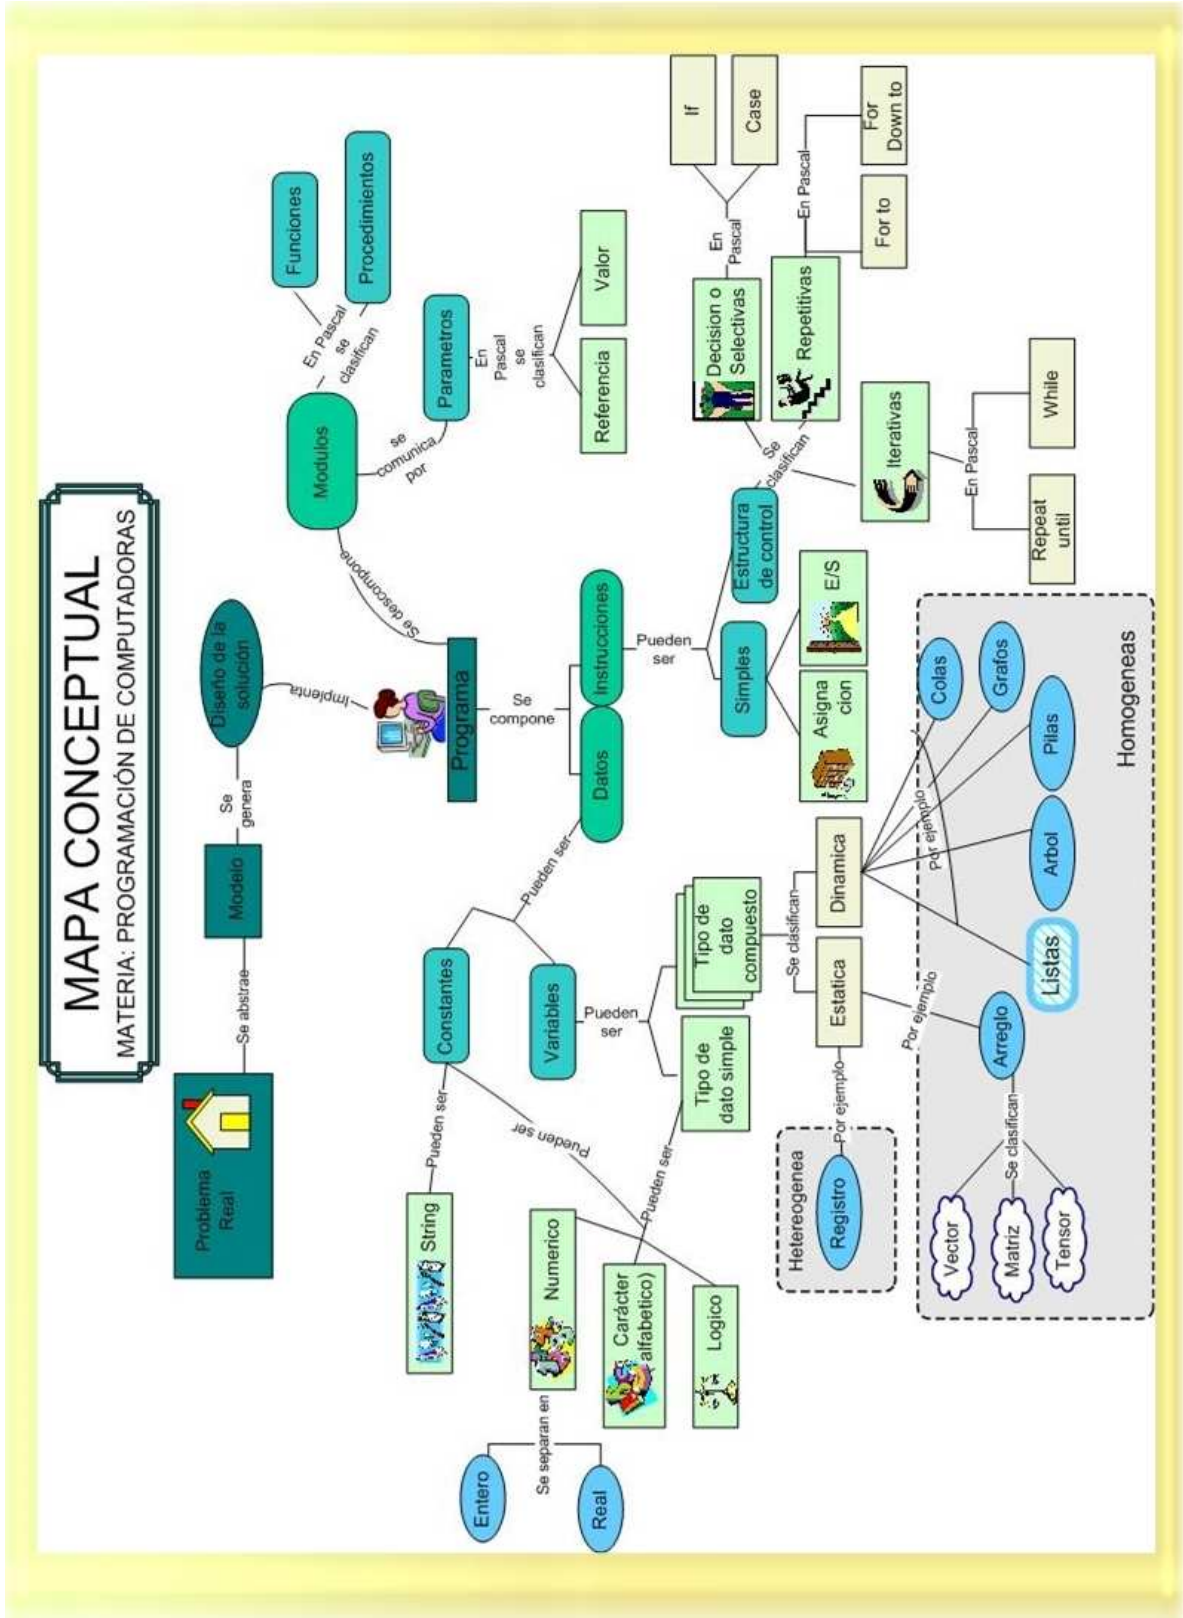 MAPA CONCEPTUAL
MATERIA: PROGRAMACIÓN DE COMPUTADORAS
Problema
Real
Se abstrae
Modelo
Se
genera
Diseño de la
solución
Implenta
Programa
Se descompone
Modulos
En Pascal
se
clasifican
Funciones
Procedimientos
se
comunica
por
Parametros
En
Pascal
se
clasifican
Referencia
Valor
Se
compone
Datos
Instrucciones
Pueden ser
Constantes
Variables
Pueden ser
String
Pueden ser
Numerico
Se separan en
Entero
Real
Carácter
alfabetico)
Logico
Pueden
ser
Tipo de
dato simple
Pueden ser
Tipo de
dato
compuesto
Se clasifican
Estatica
Dinamica
Por ejemplo
Heterogenea
Registro
Por ejemplo
Arreglo
Se clasifican
Vector
Matriz
Tensor
Por ejemplo
Listas
Arbol
Pilas
Grafos
Colas
Homogeneas
Pueden
ser
Simples
Asigna
cion
E/S
Estructura
de control
Se
clasifican
Decision o
Selectivas
En
Pascal
If
Case
Repetitivas
En Pascal
For to
For
Down to
Iterativas
En Pascal
Repeat
until
While